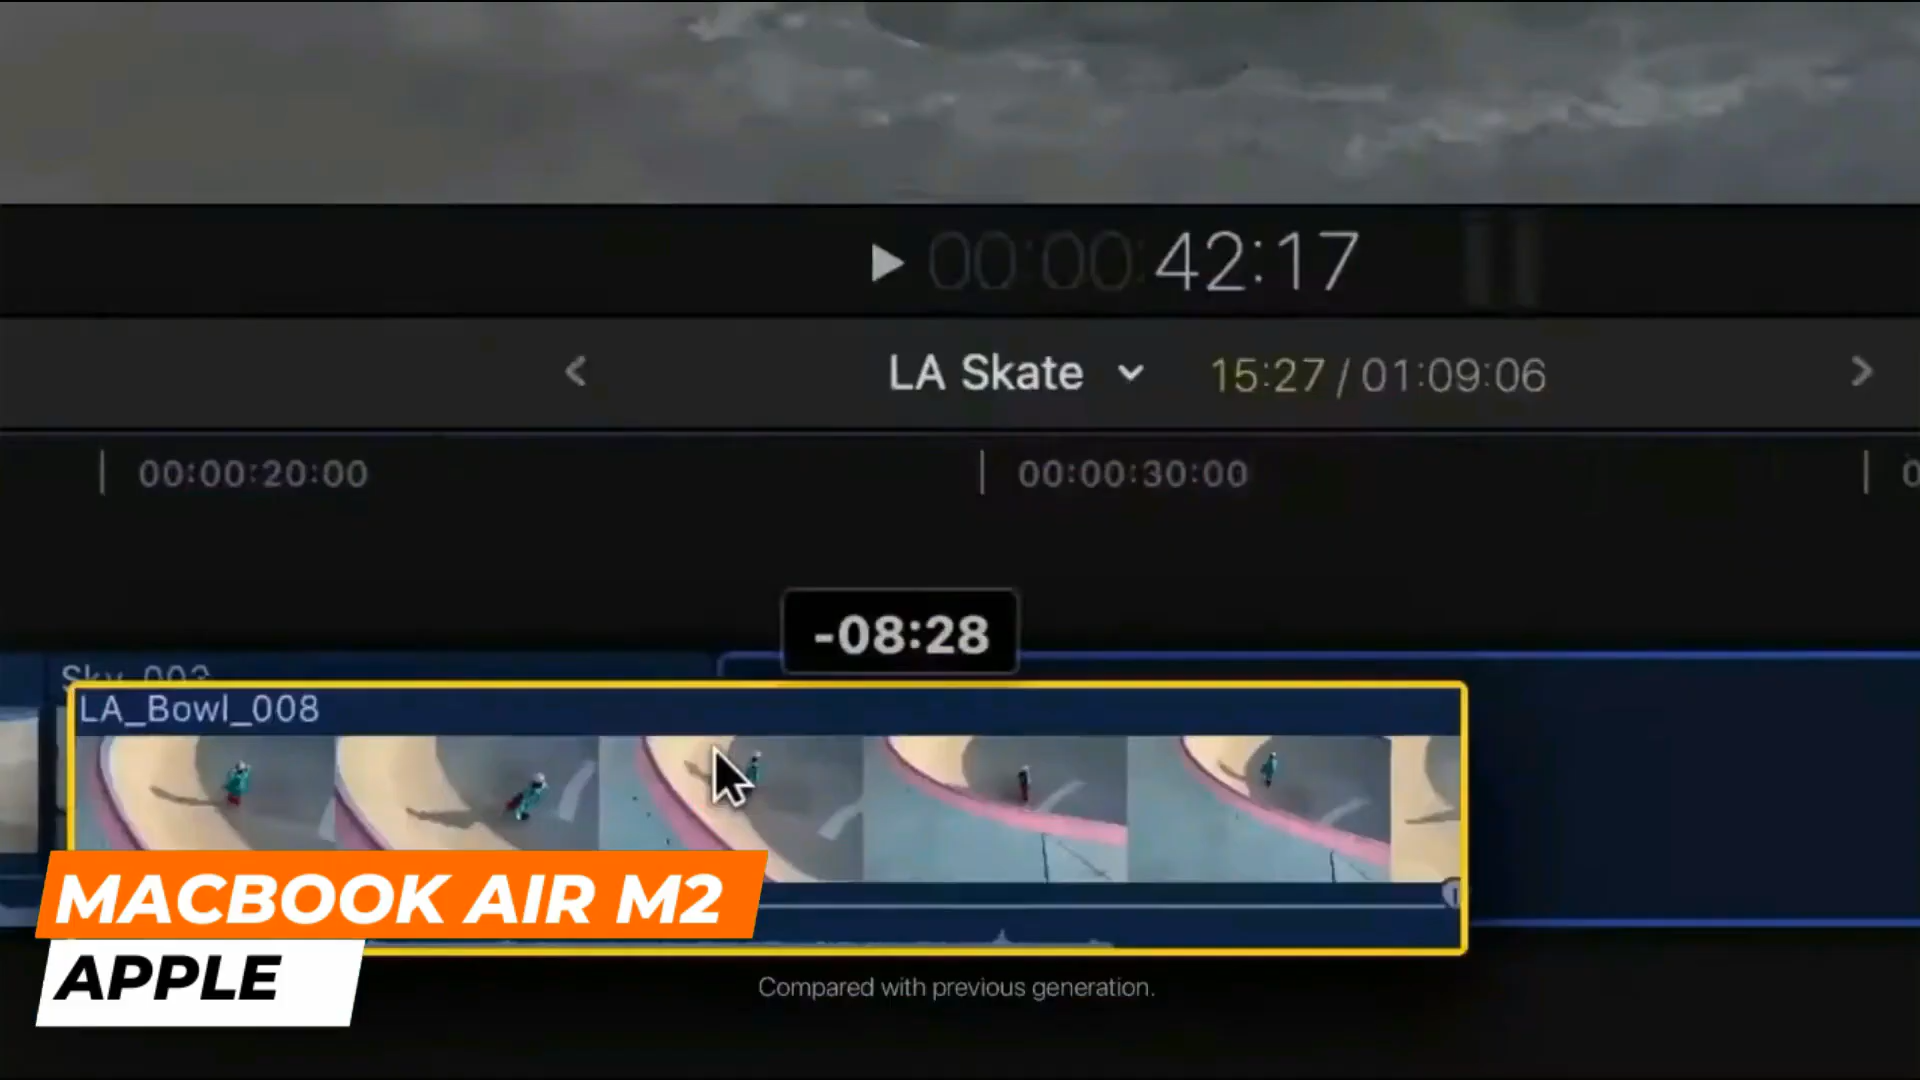 00:00:42:17
LA Skate 15:27 / 01:09:06
00:00:20:00 00:00:30:00
-08:28
Sky_003
LA_Bowl_008
MACBOOK AIR M2
APPLE
Compared with previous generation.